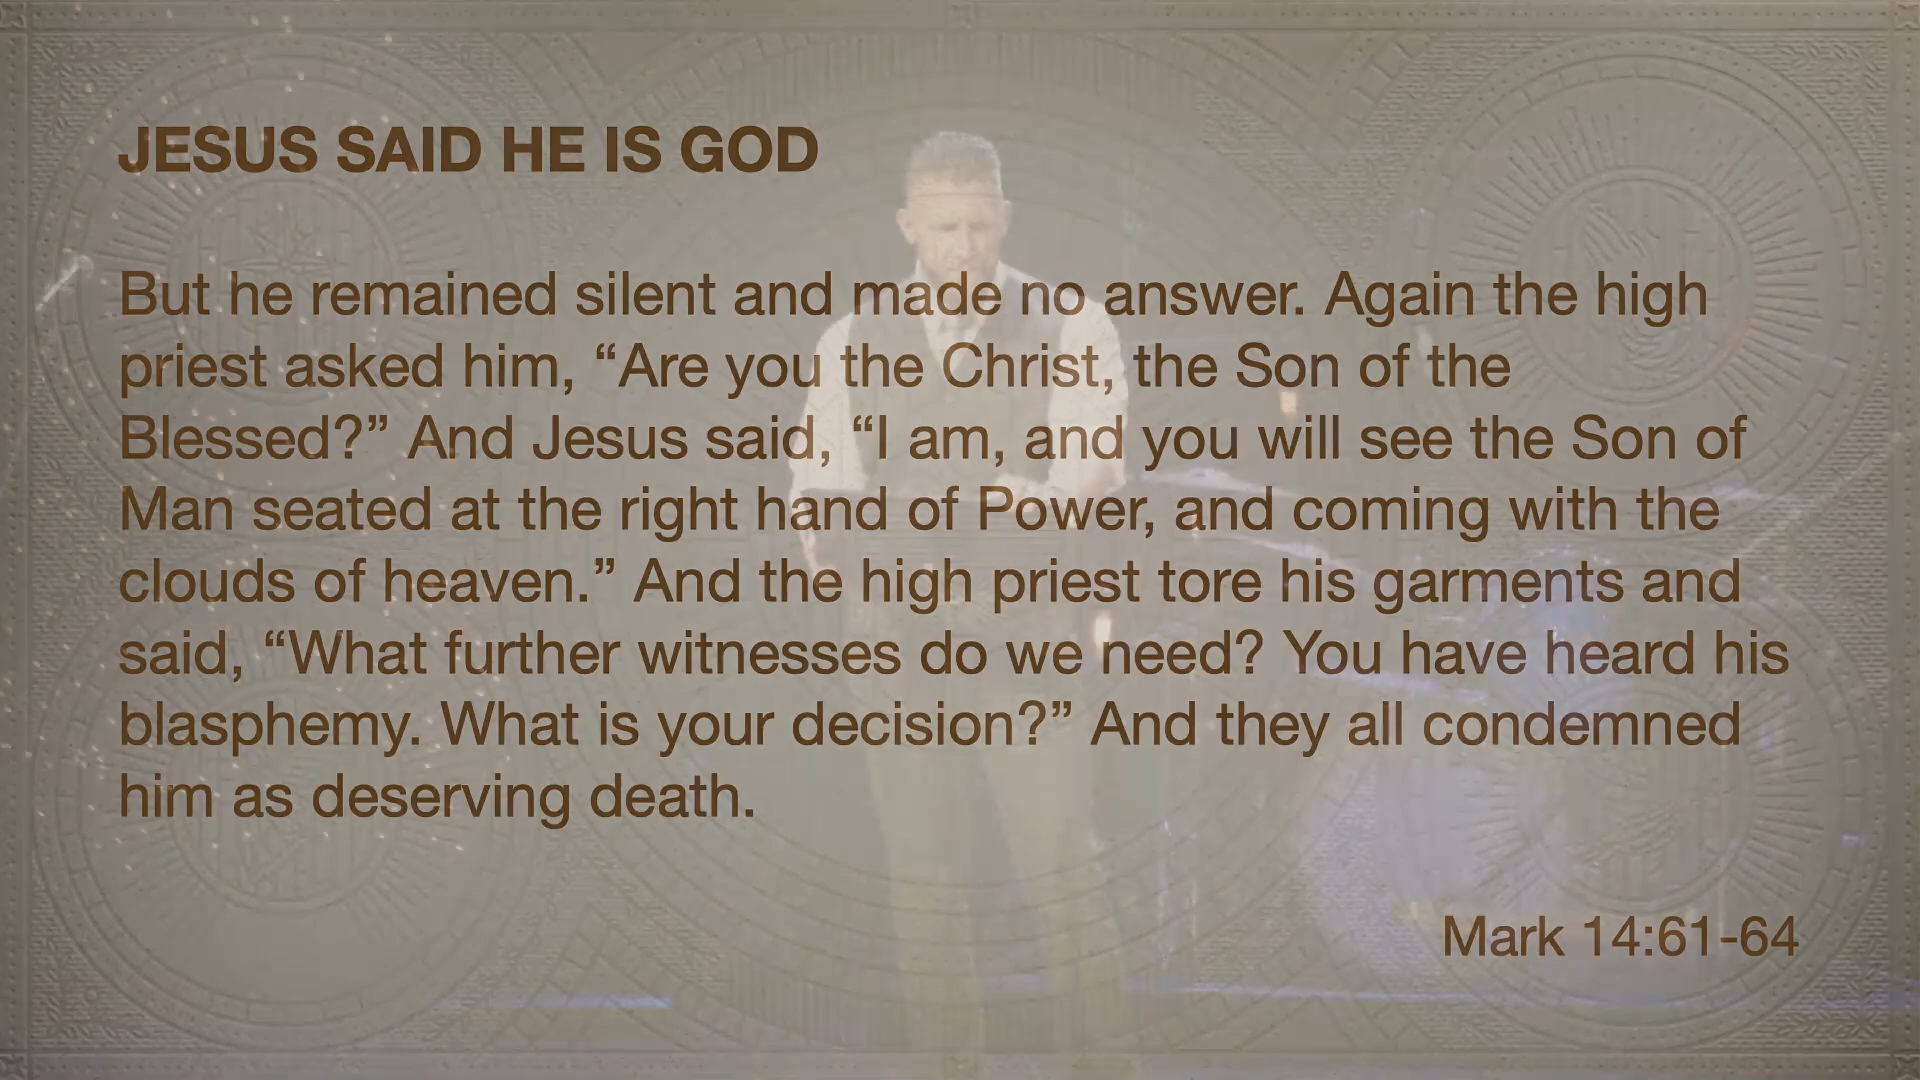 JESUS SAID HE IS GOD
But he remained silent and made no answer. Again the high
priest asked him, “Are you the Christ, the Son of the
Blessed?” And Jesus said, “I am, and you will see the Son of
Man seated at the right hand of Power, and coming with the
clouds of heaven.” And the high priest tore his garments and
said, “What further witnesses do we need? You have heard his
blasphemy. What is your decision?” And they all condemned
him as deserving death.
Mark 14:61-64